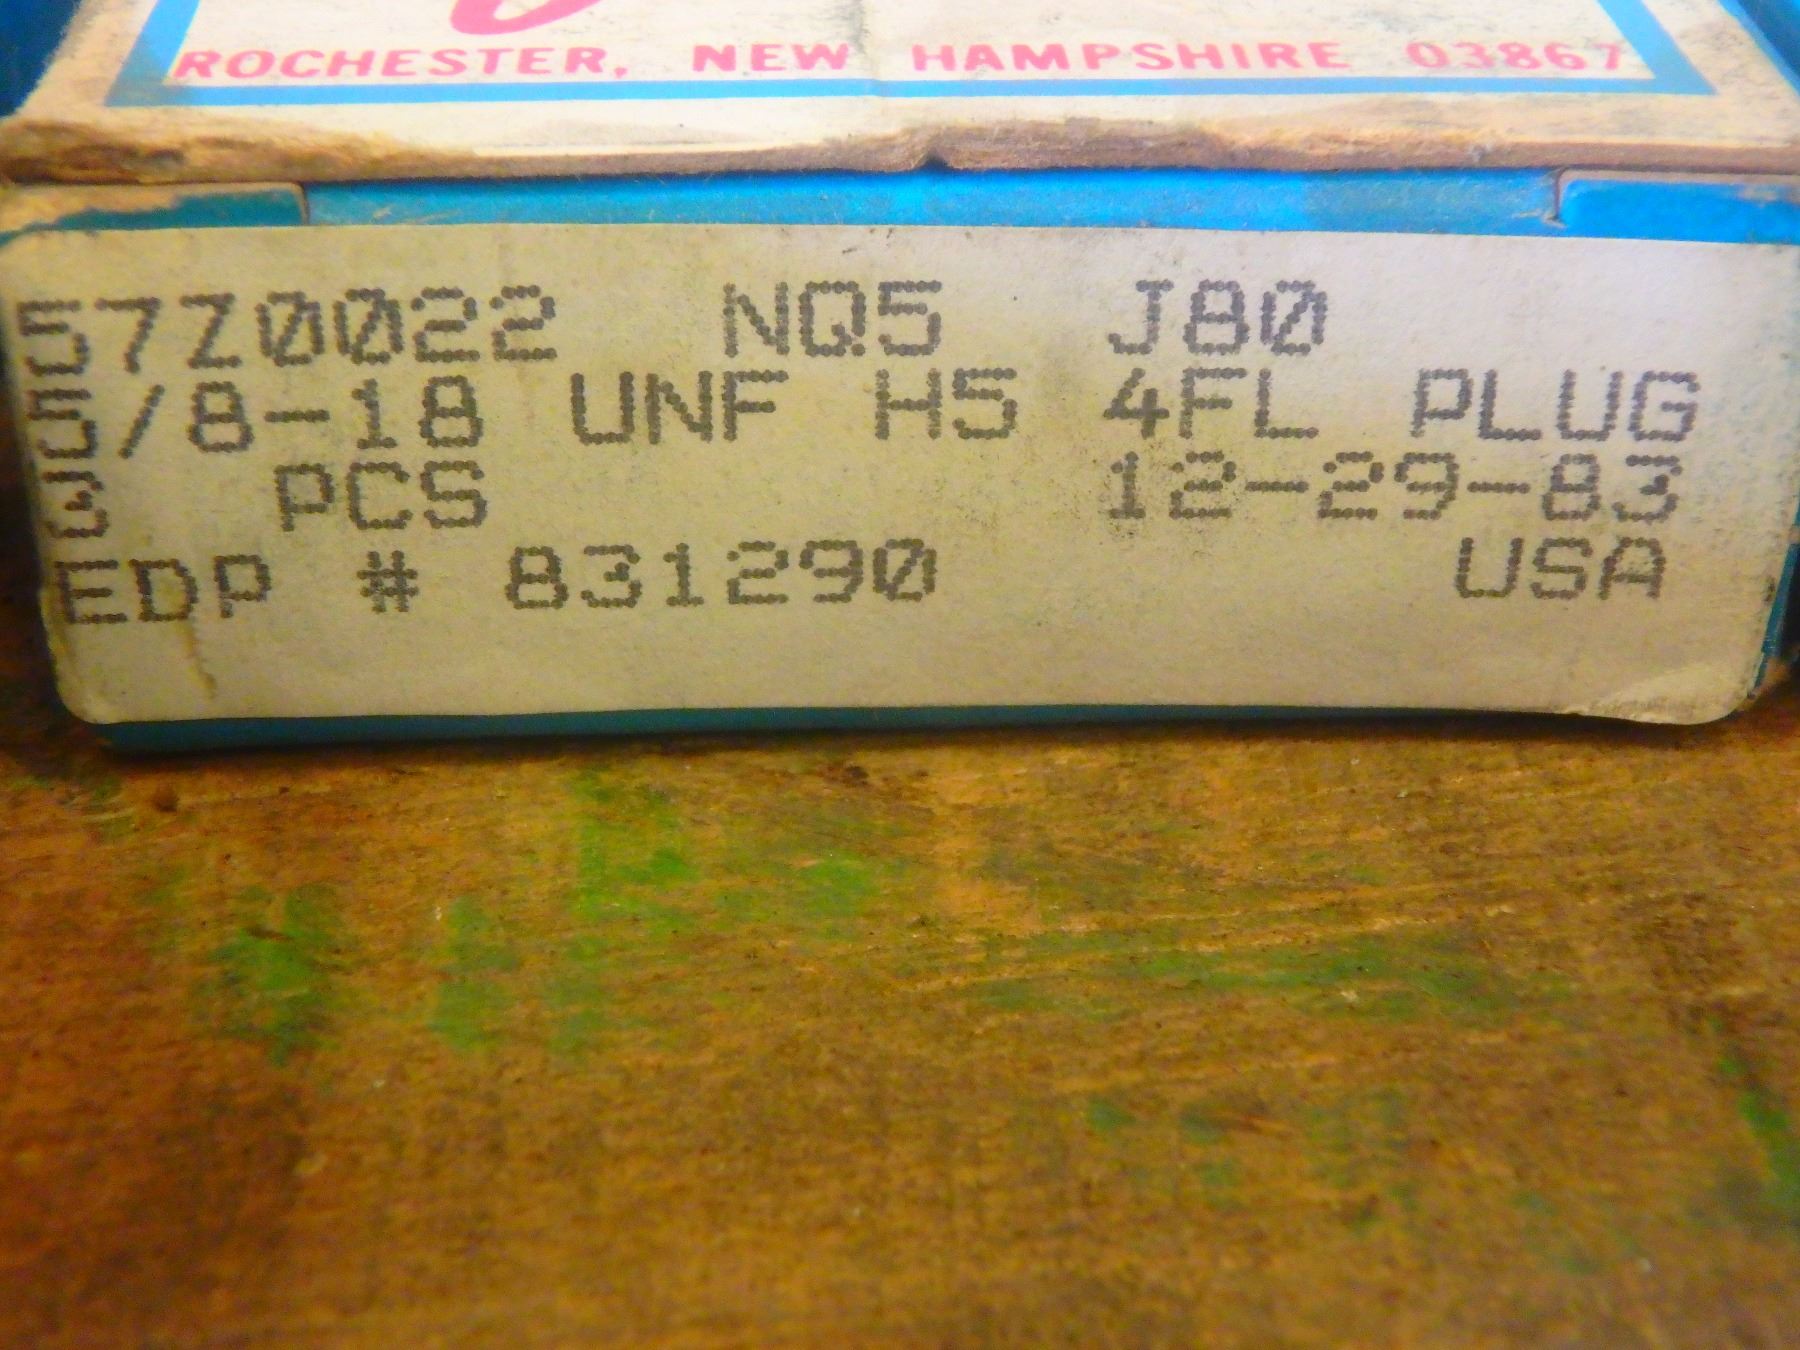 ROCHESTER, NEW HAMPSHIRE 03867
57Z0022 NQ5 J80
5/8-18 UNF H5 4FL PLUG
3 PCS 12-29-83
EDP # 831290 USA